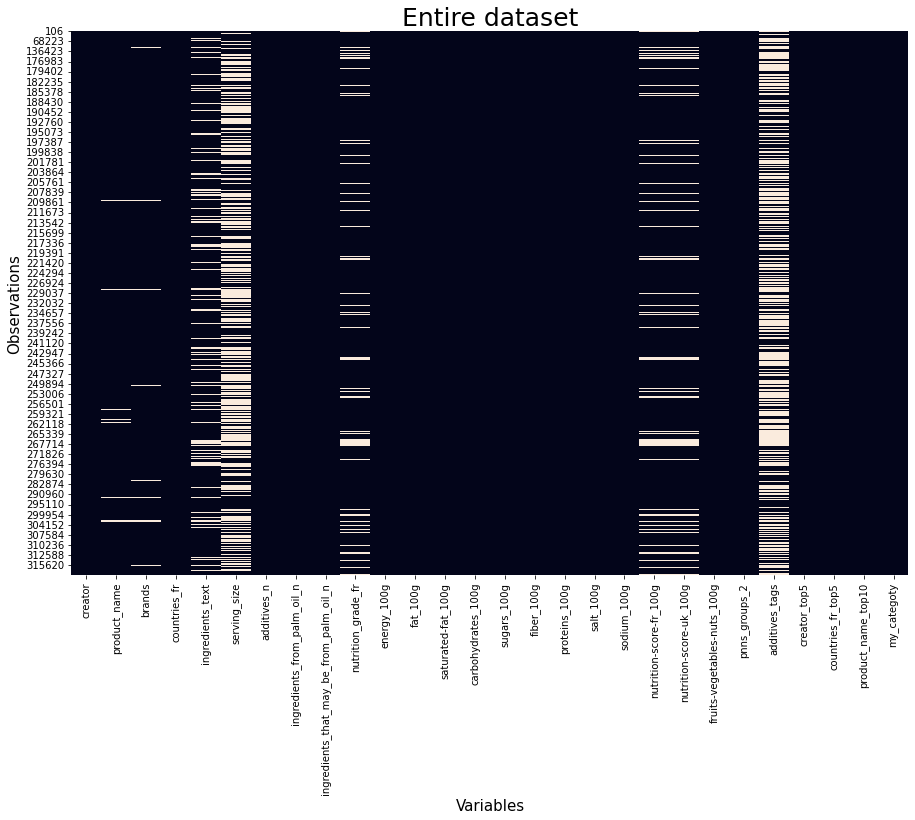 Entire dataset
Observations
106
68223
136423
176983
179402
182235
185378
188430
190452
192760
195073
197387
199838
201781
203864
205761
207839
209861
211673
213542
215699
217336
219391
221420
224294
226924
229037
232032
234657
237556
239242
241120
242947
245366
247327
249894
253006
256501
259321
262118
265339
267714
271826
276394
279630
282874
290960
295110
299954
304152
307584
310236
312588
315620
creator
product_name
brands
countries_fr
ingredients_text
serving_size
additives_n
ingredients_from_palm_oil_n
ingredients_that_may_be_from_palm_oil_n
nutrition_grade_fr
energy_100g
fat_100g
saturated-fat_100g
carbohydrates_100g
sugars_100g
fiber_100g
proteins_100g
salt_100g
sodium_100g
nutrition-score-fr_100g
nutrition-score-uk_100g
fruits-vegetables-nuts_100g
pnns_groups_2
additives_tags
creator_top5
countries_fr_top5
product_name_top10
my_categoty
Variables